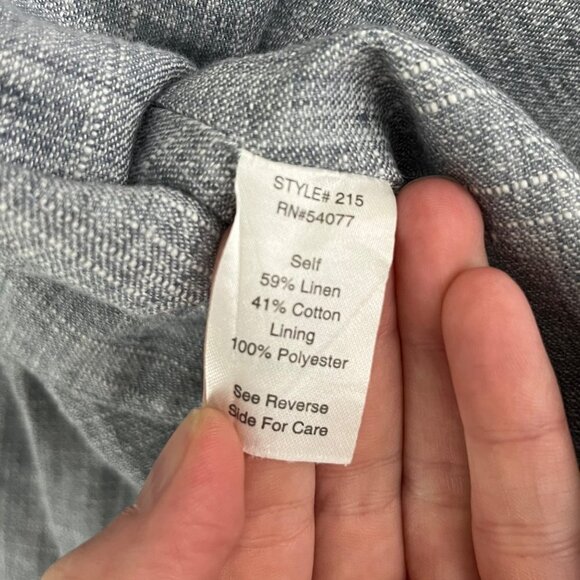 STYLE# 215
RN#54077
Self
59% Linen
41% Cotton
Lining
100% Polyester
See Reverse
Side For Care